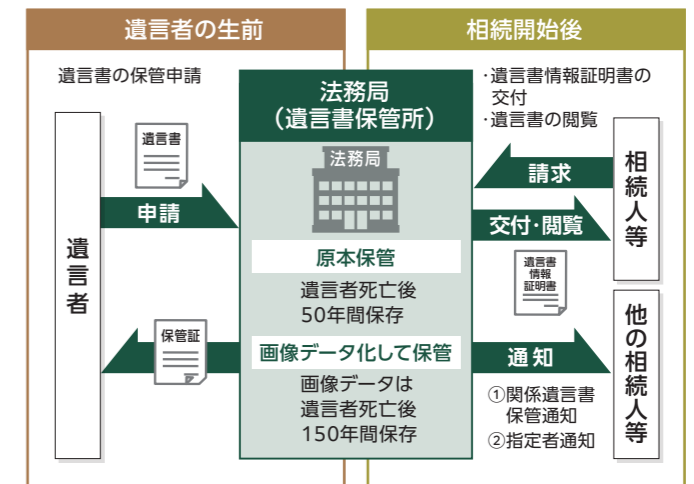 遺言者の生前
相続開始後
遺言書の保管申請
遺言者
遺言書
申請
保管証
法務局
（遺言書保管所）
法務局
原本保管
遺言者死亡後
50年間保存
画像データ化して保管
画像データは
遺言者死亡後
150年間保存
･遺言書情報証明書の
交付
･遺言書の閲覧
請求
交付･閲覧
遺言書
情報
証明書
相続人等
通知
①関係遺言書
保管通知
②指定者通知
他の相続人等